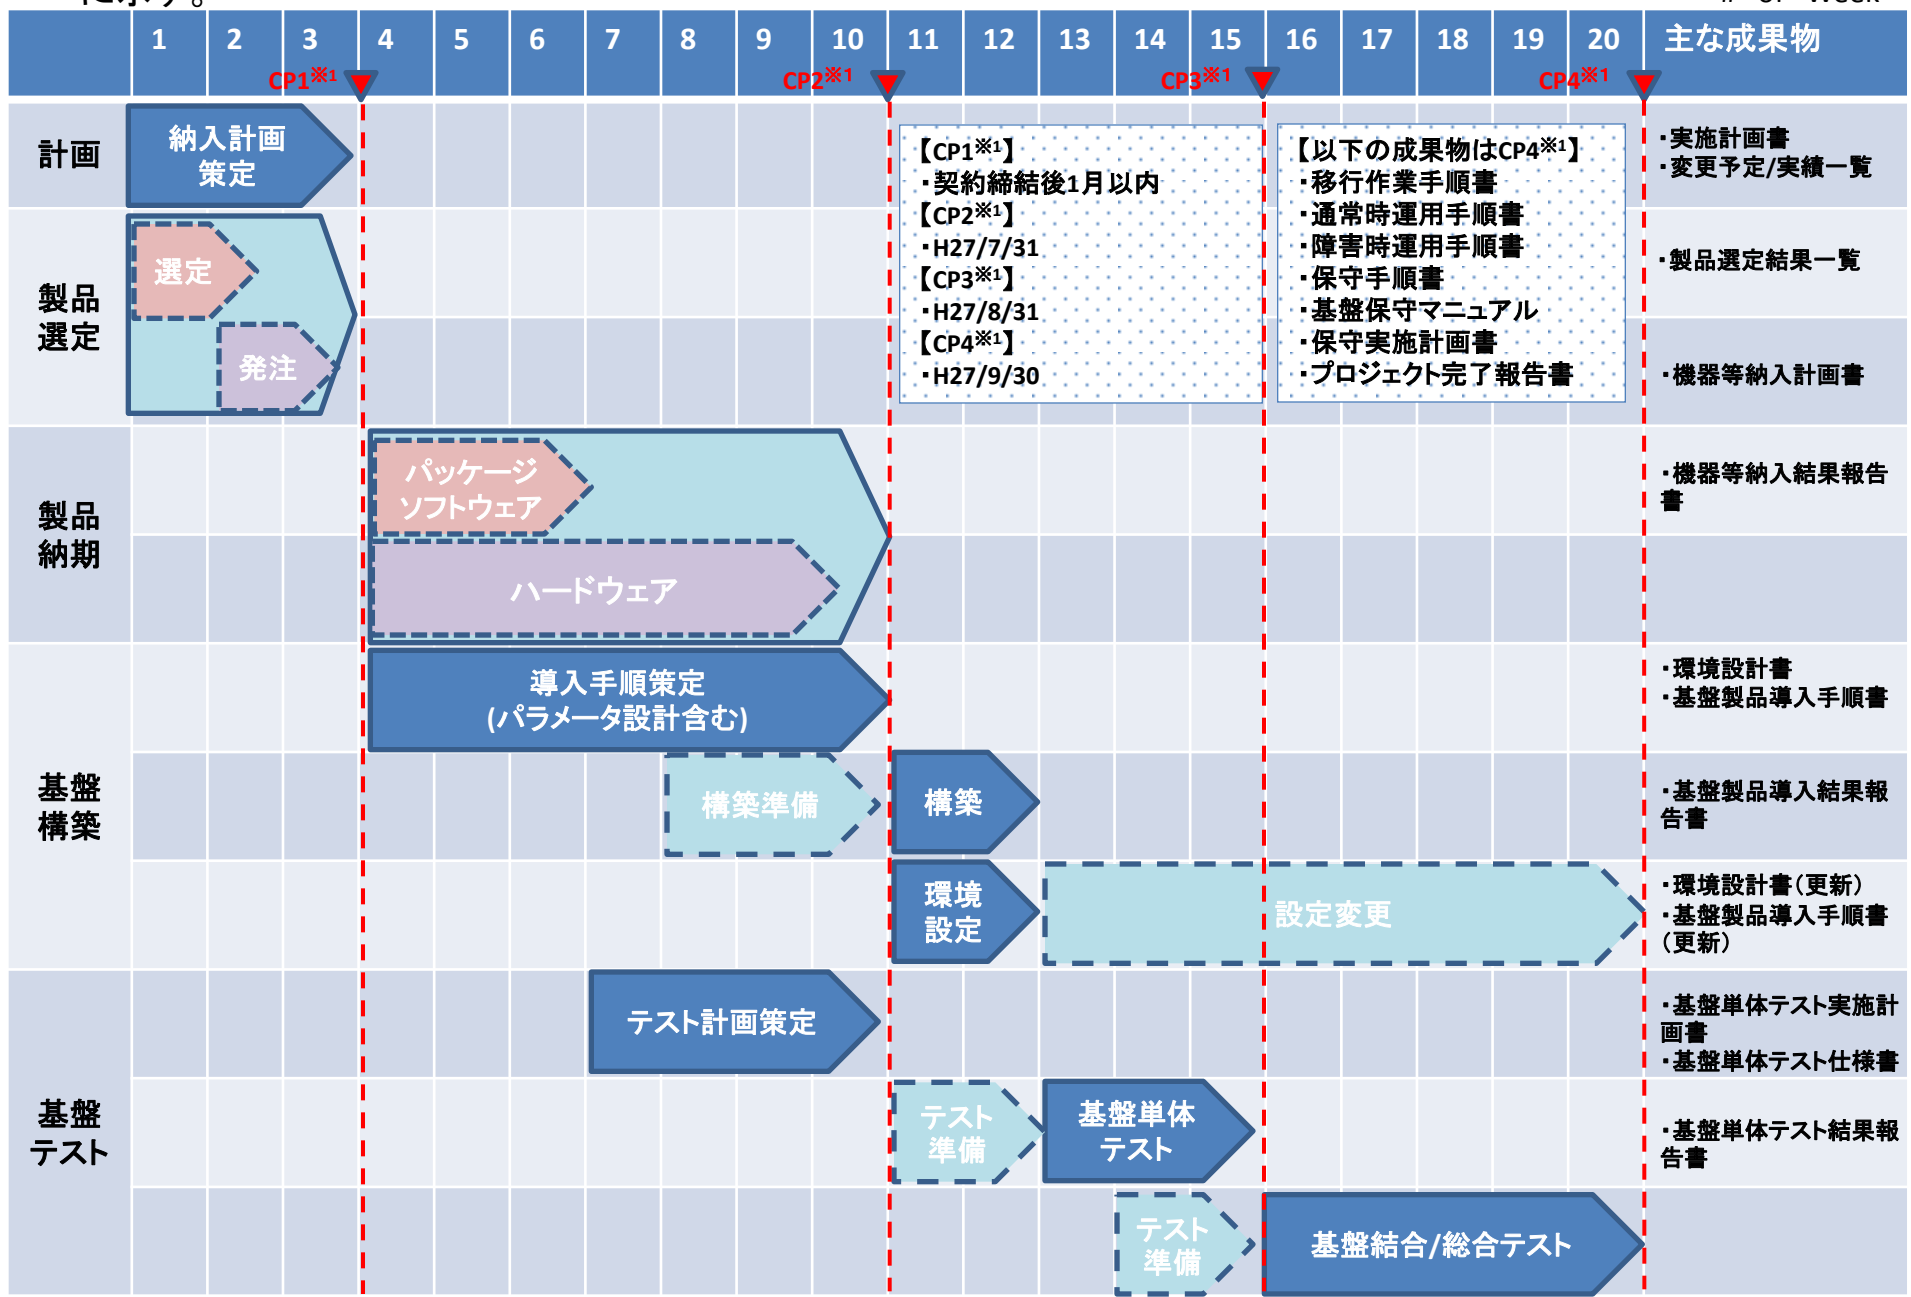 に示す。
# of Week
1 2 3 4 5 6 7 8 9 10 11 12 13 14 15 16 17 18 19 20 主な成果物
CP1※1 CP2※1 CP3※1 CP4※1
計画
納入計画
策定
【CP1※1】
・契約締結後1月以内
【CP2※1】
・H27/7/31
【CP3※1】
・H27/8/31
【CP4※1】
・H27/9/30
【以下の成果物はCP4※1】
・移行作業手順書
・通常時運用手順書
・障害時運用手順書
・保守手順書
・基盤保守マニュアル
・保守実施計画書
・プロジェクト完了報告書
・実施計画書
・変更予定/実績一覧
製品
選定
選定
発注
・製品選定結果一覧
・機器等納入計画書
製品
納期
パッケージ
ソフトウェア
ハードウェア
・機器等納入結果報告
書
基盤
構築
導入手順策定
(パラメータ設計含む)
・環境設計書
・基盤製品導入手順書
構築準備
構築
・基盤製品導入結果報
告書
環境
設定
設定変更
・環境設計書（更新）
・基盤製品導入手順書
（更新）
基盤
テスト
テスト計画策定
・基盤単体テスト実施計
画書
・基盤単体テスト仕様書
テスト
準備
基盤単体
テスト
・基盤単体テスト結果報
告書
テスト
準備
基盤結合/総合テスト